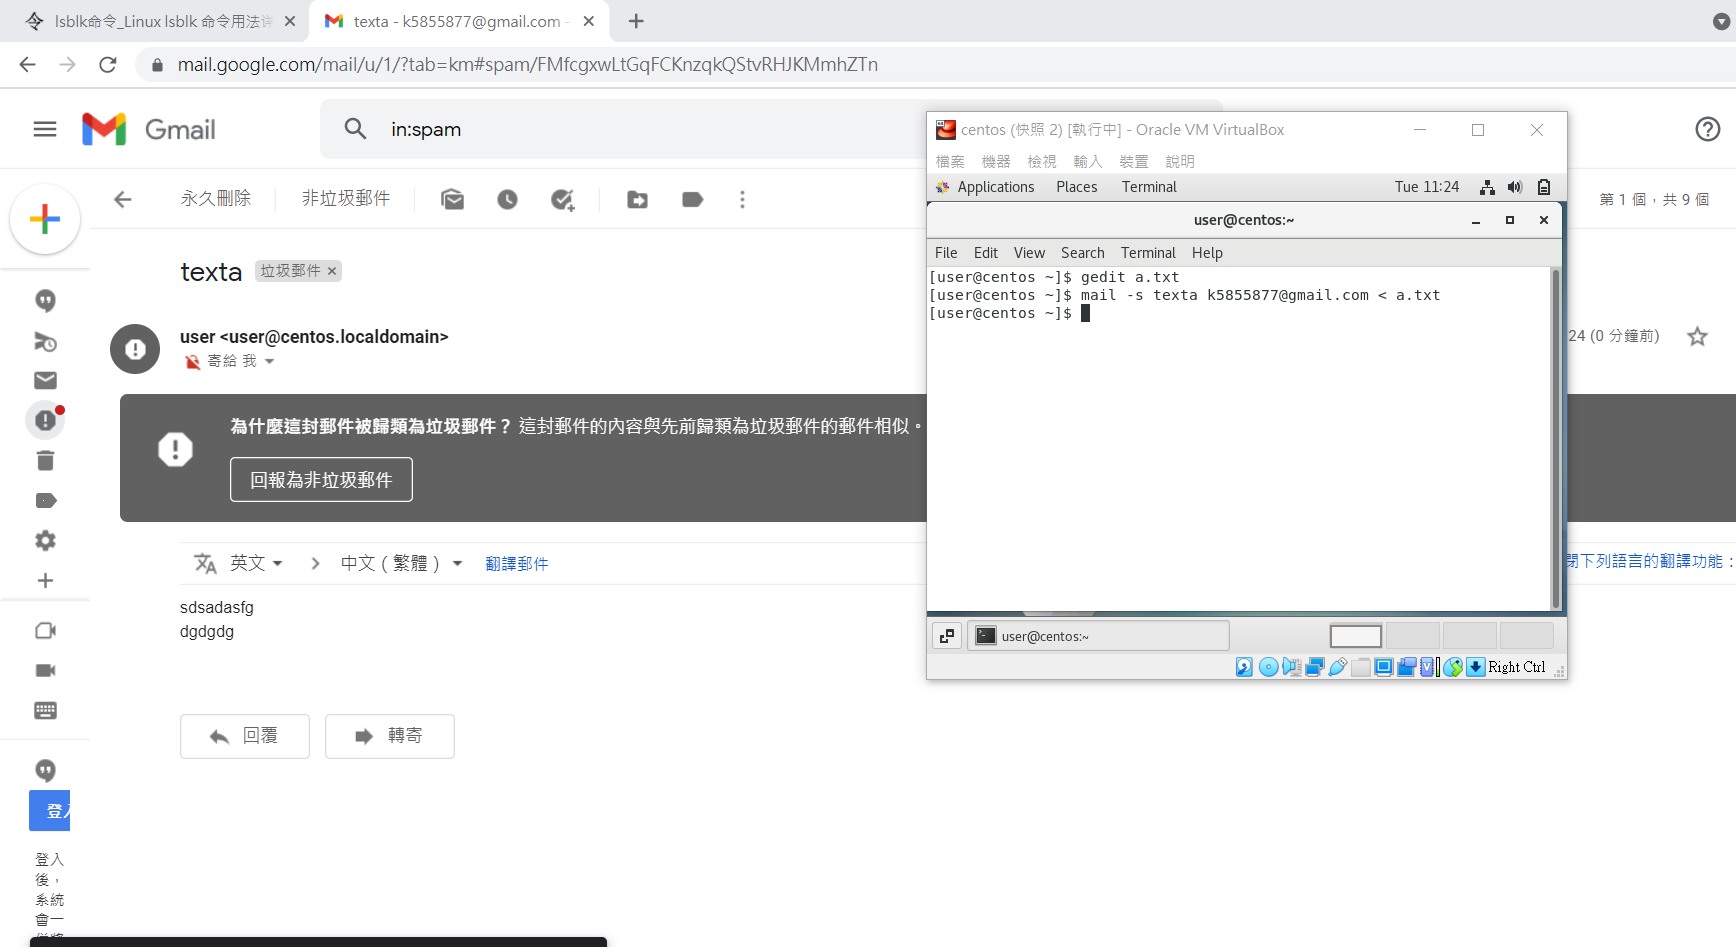 lsblk命令_Linux lsblk 命令用法详
texta - k5855877@gmail.com -
mail.google.com/mail/u/1/?tab=km#spam/FMfcgxwLtGqFCKnzqkQStvRHJKMmhZTn
Gmail
in:spam
永久刪除
非垃圾郵件
第 1 個，共 9 個
texta
垃圾郵件 ×
user <user@centos.localdomain>
24 (0 分鐘前)
寄給 我
為什麼這封郵件被歸類為垃圾郵件？ 這封郵件的內容與先前歸類為垃圾郵件的郵件相似。
回報為非垃圾郵件
英文
中文（繁體）
翻譯郵件
閉下列語言的翻譯功能：
sdsadasfg
dgdgdg
回覆
轉寄
登入
登入
後，
系統
會一
centos (快照 2) [執行中] - Oracle VM VirtualBox
檔案 機器 檢視 輸入 裝置 說明
Applications Places Terminal Tue 11:24
user@centos:~
File Edit View Search Terminal Help
[user@centos ~]$ gedit a.txt
[user@centos ~]$ mail -s texta k5855877@gmail.com < a.txt
[user@centos ~]$
user@centos:~
Right Ctrl